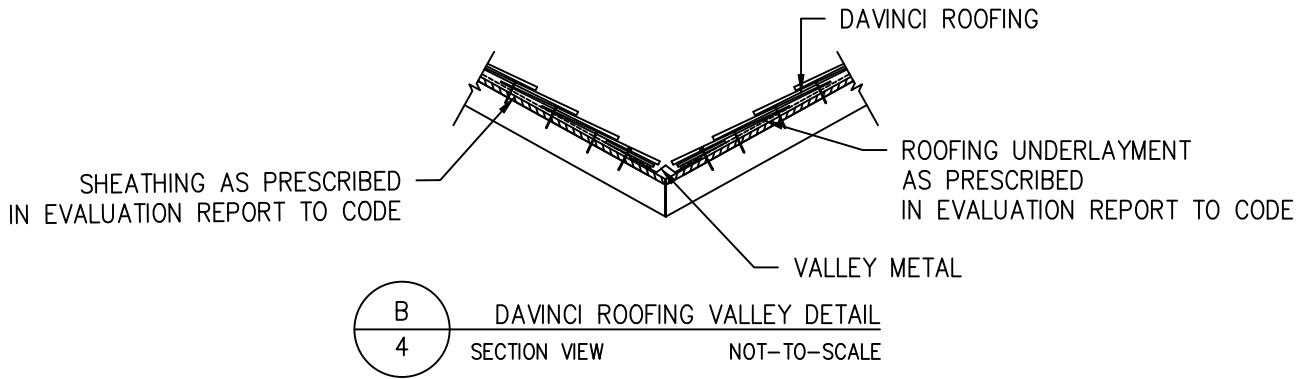 DAVINCI ROOFING
SHEATHING AS PRESCRIBED
IN EVALUATION REPORT TO CODE
ROOFING UNDERLAYMENT
AS PRESCRIBED
IN EVALUATION REPORT TO CODE
VALLEY METAL
B
4
DAVINCI ROOFING VALLEY DETAIL
SECTION VIEW NOT-TO-SCALE